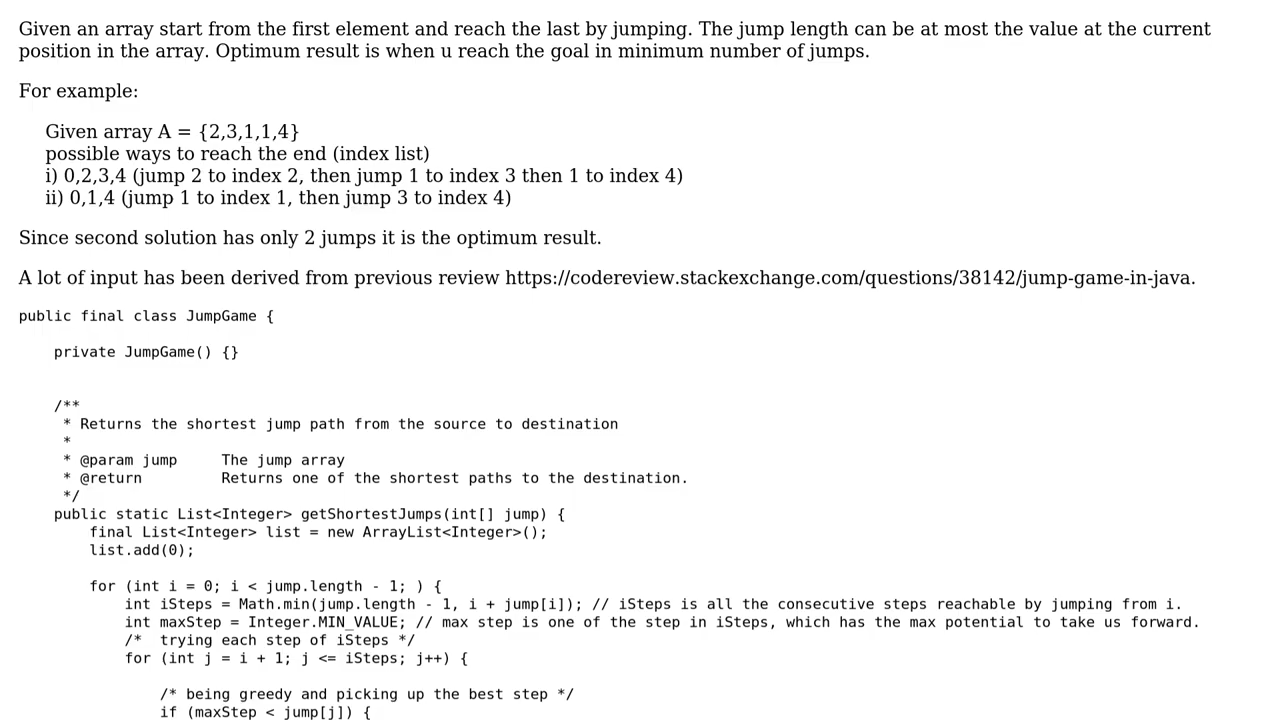 Given an array start from the first element and reach the last by jumping. The jump length can be at most the value at the current
position in the array. Optimum result is when u reach the goal in minimum number of jumps.
For example:
Given array A = {2,3,1,1,4}
possible ways to reach the end (index list)
i) 0,2,3,4 (jump 2 to index 2, then jump 1 to index 3 then 1 to index 4)
ii) 0,1,4 (jump 1 to index 1, then jump 3 to index 4)
Since second solution has only 2 jumps it is the optimum result.
A lot of input has been derived from previous review https://codereview.stackexchange.com/questions/38142/jump-game-in-java.
public final class JumpGame {
    private JumpGame() {}
    /**
     * Returns the shortest jump path from the source to destination
     *
     * @param jump     The jump array
     * @return         Returns one of the shortest paths to the destination.
     */
    public static List<Integer> getShortestJumps(int[] jump) {
        final List<Integer> list = new ArrayList<Integer>();
        list.add(0);
        for (int i = 0; i < jump.length - 1; ) {
            int iSteps = Math.min(jump.length - 1, i + jump[i]); // iSteps is all the consecutive steps reachable by jumping from i.
            int maxStep = Integer.MIN_VALUE; // max step is one of the step in iSteps, which has the max potential to take us forward.
            /*  trying each step of iSteps */
            for (int j = i + 1; j <= iSteps; j++) {
                /* being greedy and picking up the best step */
                if (maxStep < jump[j]) {